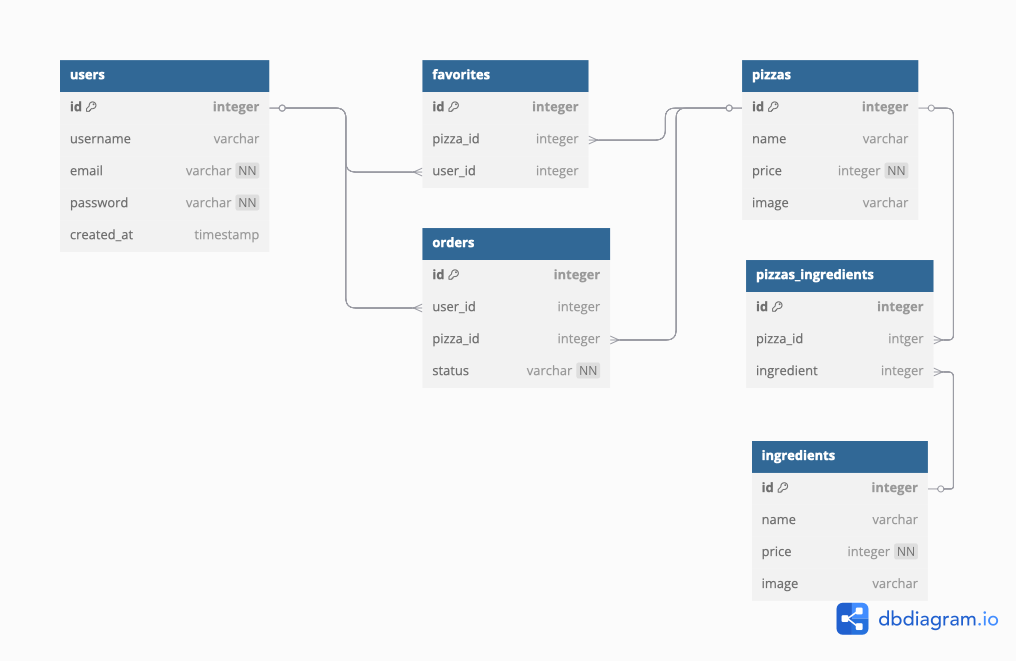 users
id integer
username varchar
email varchar NN
password varchar NN
created_at timestamp
favorites
id integer
pizza_id integer
user_id integer
orders
id integer
user_id integer
pizza_id integer
status varchar NN
pizzas
id integer
name varchar
price integer NN
image varchar
pizzas_ingredients
id integer
pizza_id intger
ingredient integer
ingredients
id integer
name varchar
price integer NN
image varchar
dbdiagram.io